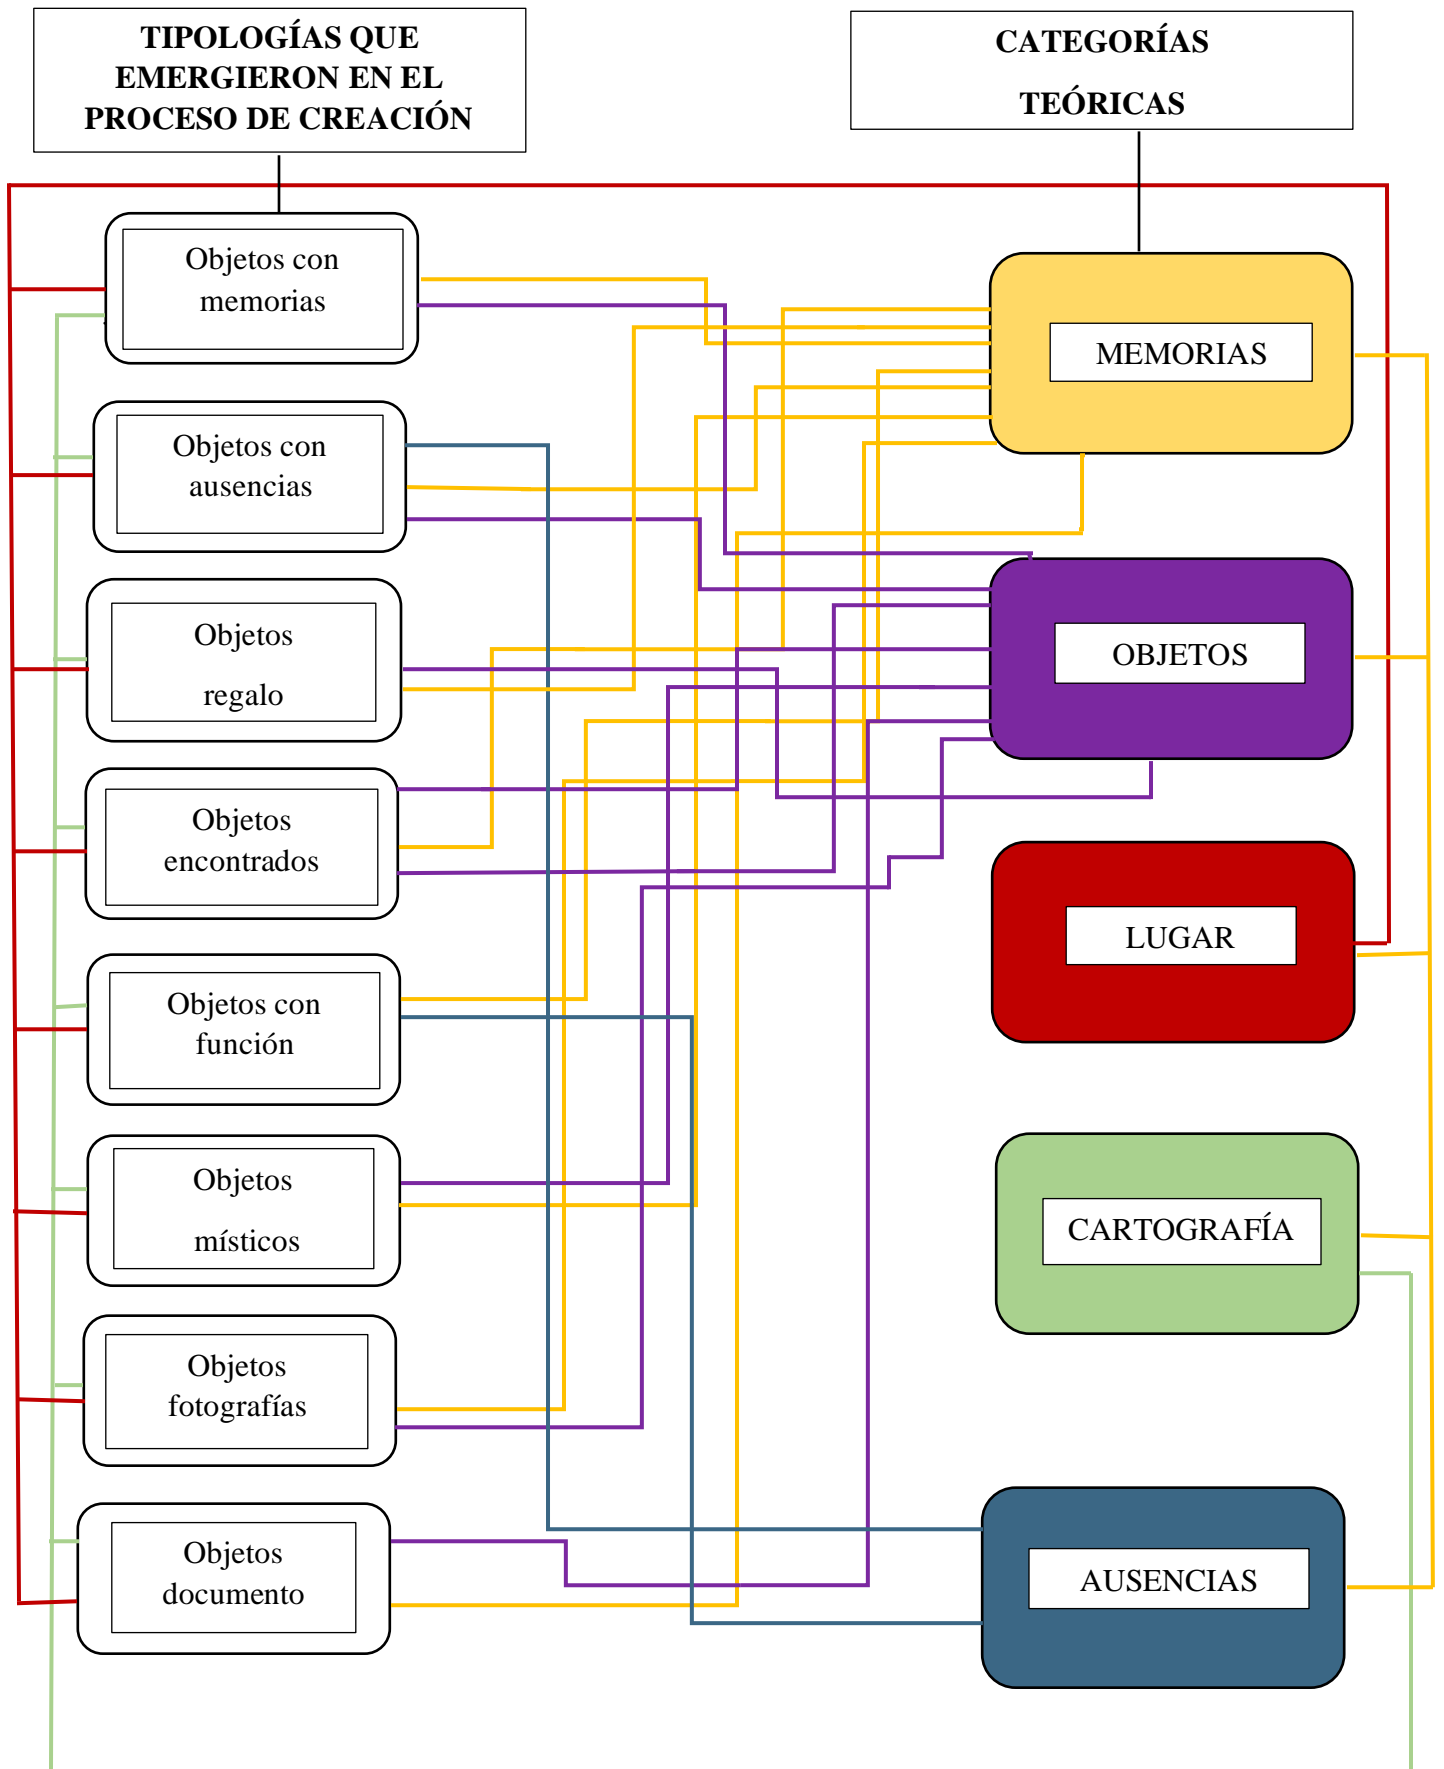 TIPOLOGÍAS QUE
EMERGIERON EN EL
PROCESO DE CREACIÓN
CATEGORÍAS
TEÓRICAS
Objetos con
memorias
Objetos con
ausencias
Objetos
regalo
Objetos
encontrados
Objetos con
función
Objetos
místicos
Objetos
fotografías
Objetos
documento
MEMORIAS
OBJETOS
LUGAR
CARTOGRAFÍA
AUSENCIAS